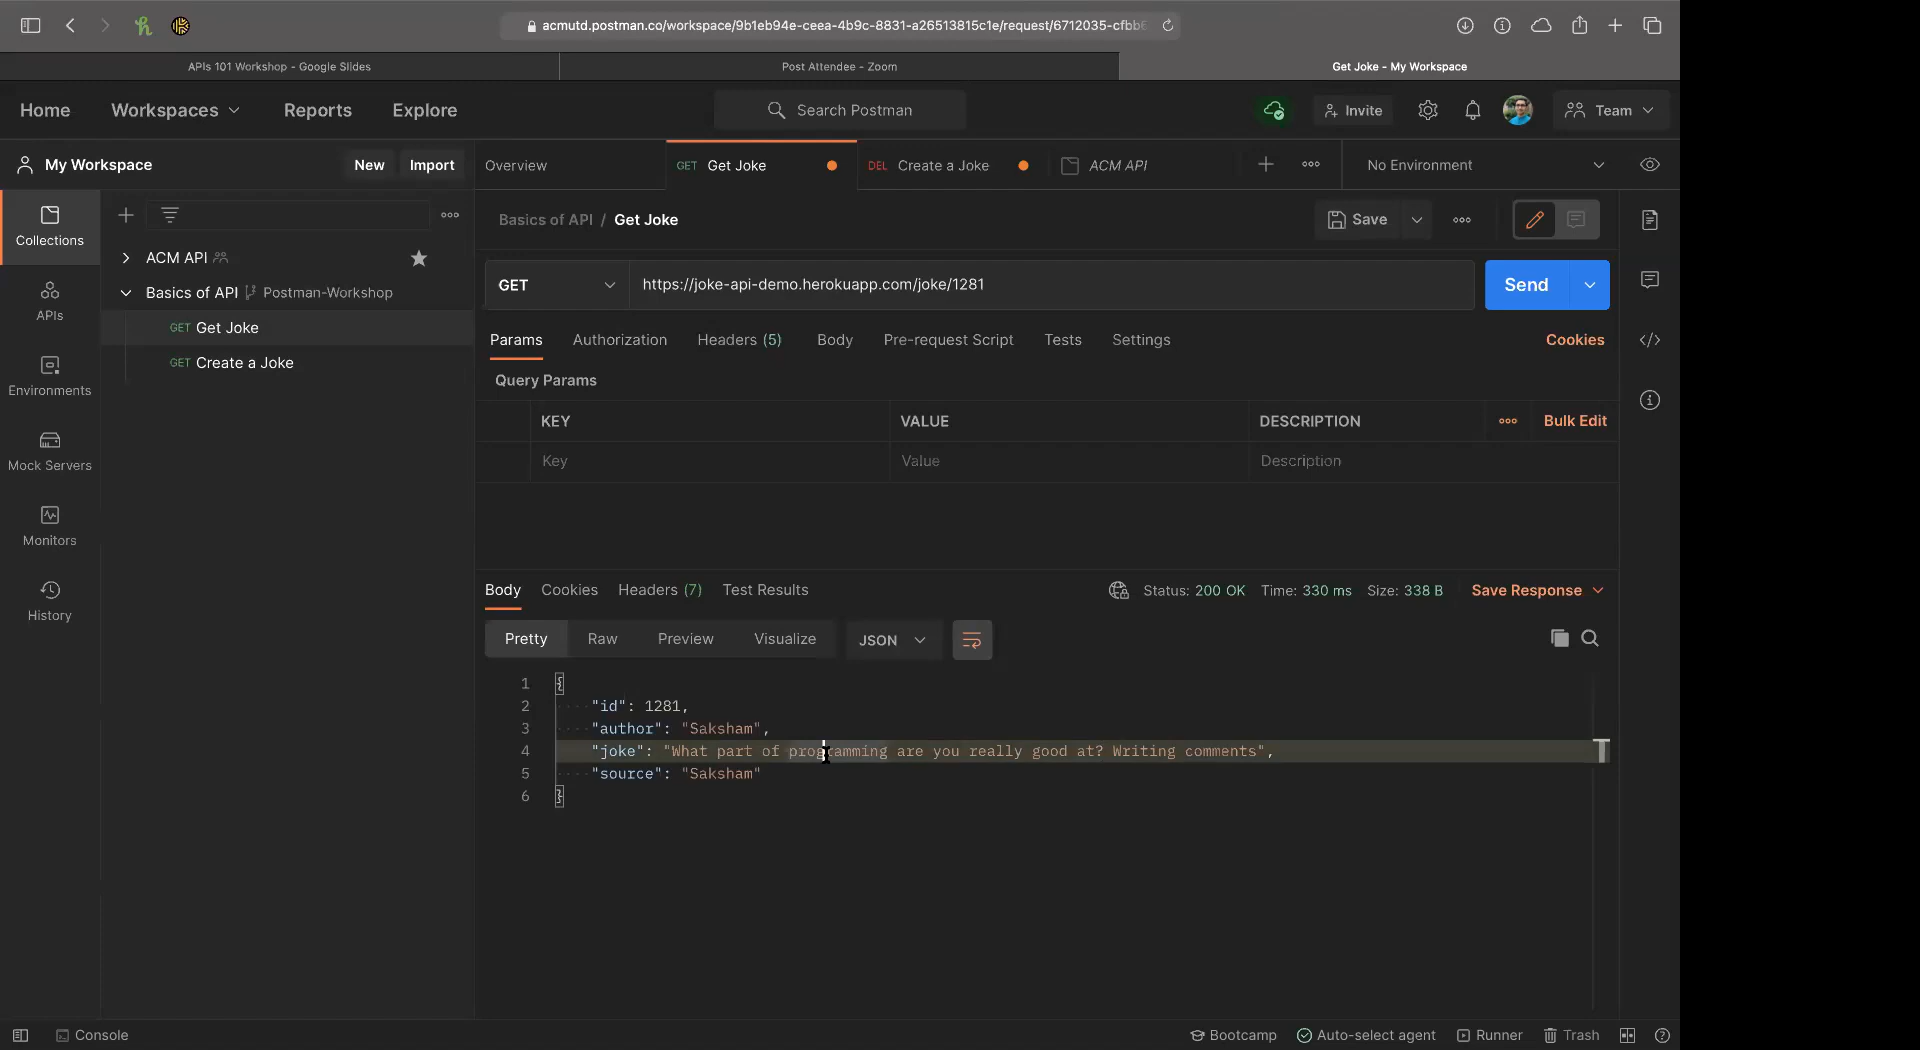 acmutd.postman.co/workspace/9b1eb94e-ceea-4b9c-8831-a26513815c1e/request/6712035-cfbb
APIs 101 Workshop - Google Slides
Post Attendee - Zoom
Get Joke - My Workspace
Home Workspaces Reports Explore Search Postman Invite Team
My Workspace New Import
Overview GET Get Joke DEL Create a Joke ACM API No Environment
Collections
APIs
Environments
Mock Servers
Monitors
History
ACM API
Basics of API Postman-Workshop
GET Get Joke
GET Create a Joke
Basics of API / Get Joke Save
GET https://joke-api-demo.herokuapp.com/joke/1281 Send
Params Authorization Headers (5) Body Pre-request Script Tests Settings Cookies
Query Params
KEY VALUE DESCRIPTION Bulk Edit
Key Value Description
Body Cookies Headers (7) Test Results Status: 200 OK Time: 330 ms Size: 338 B Save Response
Pretty Raw Preview Visualize JSON
1 {
2 "id": 1281,
3 "author": "Saksham",
4 "joke": "What part of programming are you really good at? Writing comments",
5 "source": "Saksham"
6 }
Console Bootcamp Auto-select agent Runner Trash